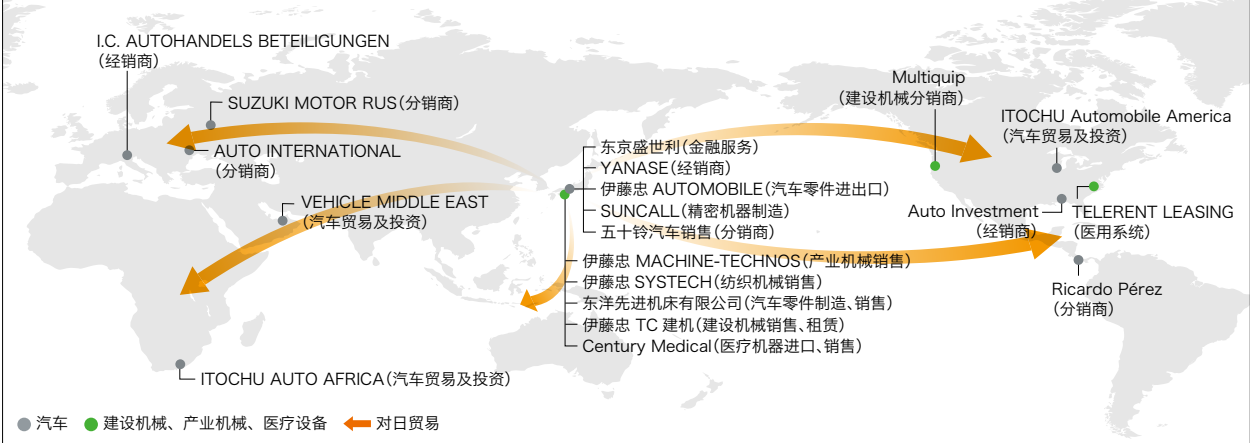 I.C. AUTOHANDELS BETEILIGUNGEN
(经销商)
SUZUKI MOTOR RUS(分销商)
AUTO INTERNATIONAL
(分销商)
VEHICLE MIDDLE EAST
(汽车贸易及投资)
ITOCHU AUTO AFRICA(汽车贸易及投资)
东京盛世利(金融服务)
YANASE(经销商)
伊藤忠 AUTOMOBILE(汽车零件进出口)
SUNCALL(精密机器制造)
五十铃汽车销售(分销商)
伊藤忠 MACHINE-TECHNOS(产业机械销售)
伊藤忠 SYSTECH(纺织机械销售)
东洋先进机床有限公司(汽车零件制造、销售)
伊藤忠 TC 建机(建设机械销售、租赁)
Century Medical(医疗机器进口、销售)
Multiquip
(建设机械分销商)
ITOCHU Automobile America
(汽车贸易及投资)
Auto Investment
(经销商)
TELERENT LEASING
(医用系统)
Ricardo Pérez
(分销商)
汽车 建设机械、产业机械、医疗设备 对日贸易